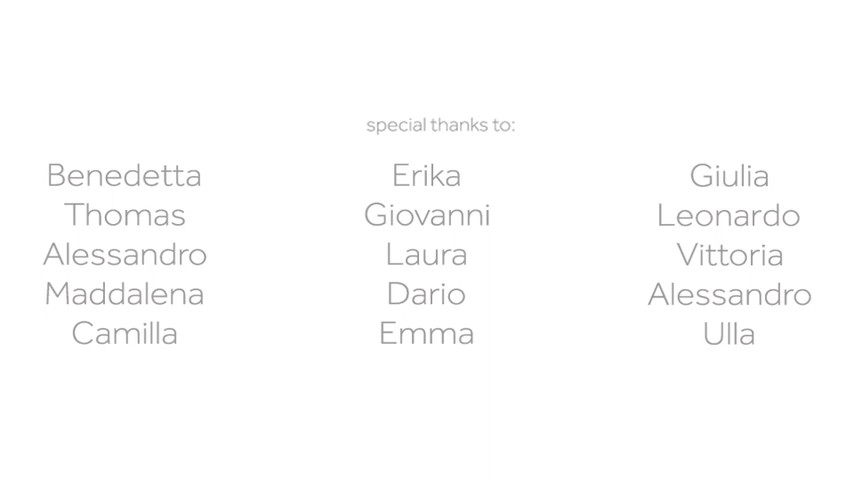 special thanks to:
Benedetta
Thomas
Alessandro
Maddalena
Camilla
Erika
Giovanni
Laura
Dario
Emma
Giulia
Leonardo
Vittoria
Alessandro
Ulla